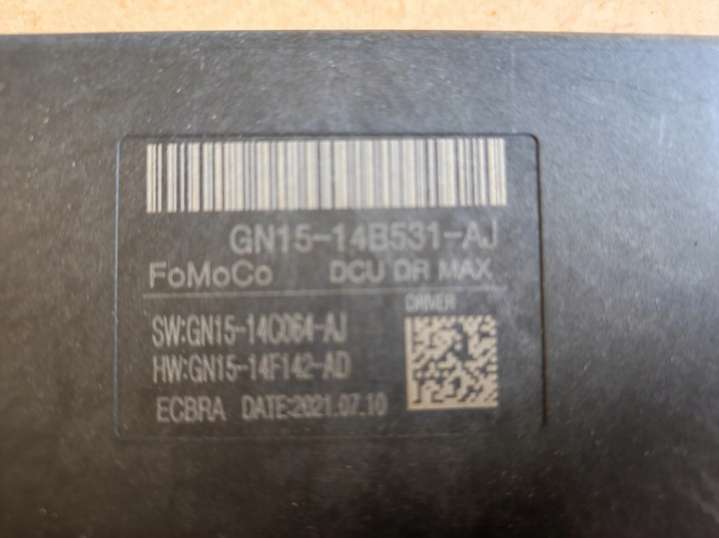 GN15-14B531-AJ
FoMoCo DCU DR MAX
DRIVER
SW:GN15-14C064-AJ
HW:GN15-14F142-AD
ECBRA DATE:2021.07.10